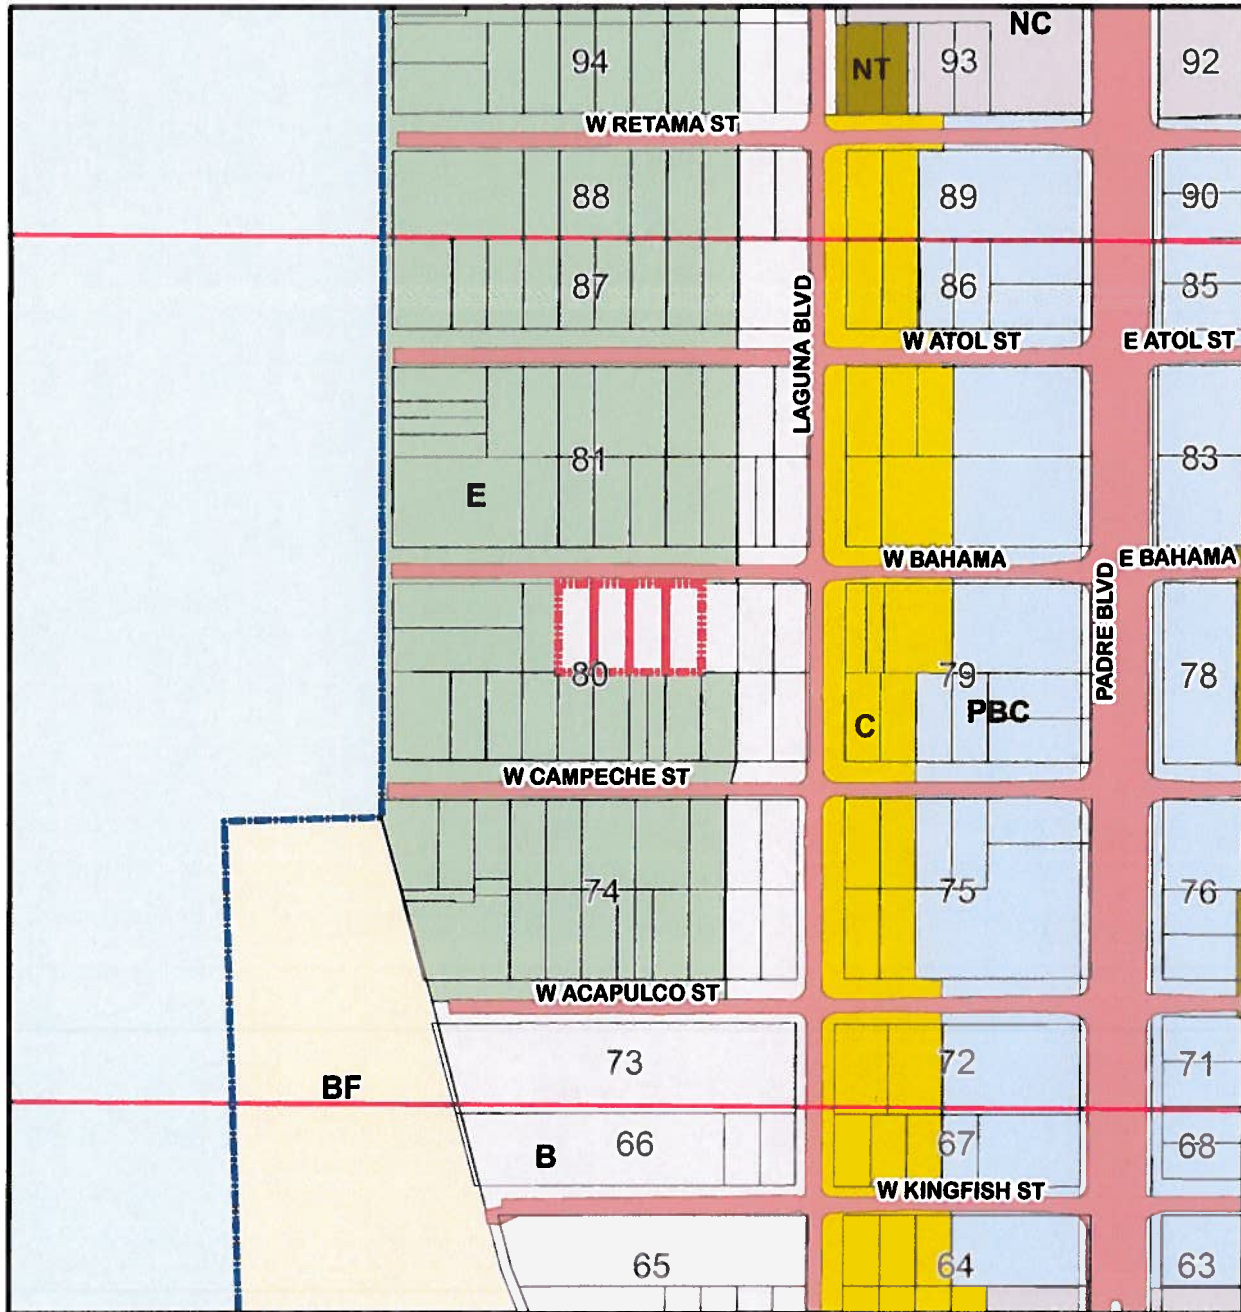 NC
94
NT
93
92
W RETAMA ST
88
89
90
87
86
85
LAGUNA BLVD
W ATOL ST
E ATOL ST
81
83
E
W BAHAMA
E BAHAMA
PADRE BLVD
80
79
78
C
PBC
W CAMPECHE ST
74
75
76
W ACAPULCO ST
73
72
71
BF
B
66
67
68
W KINGFISH ST
65
64
63